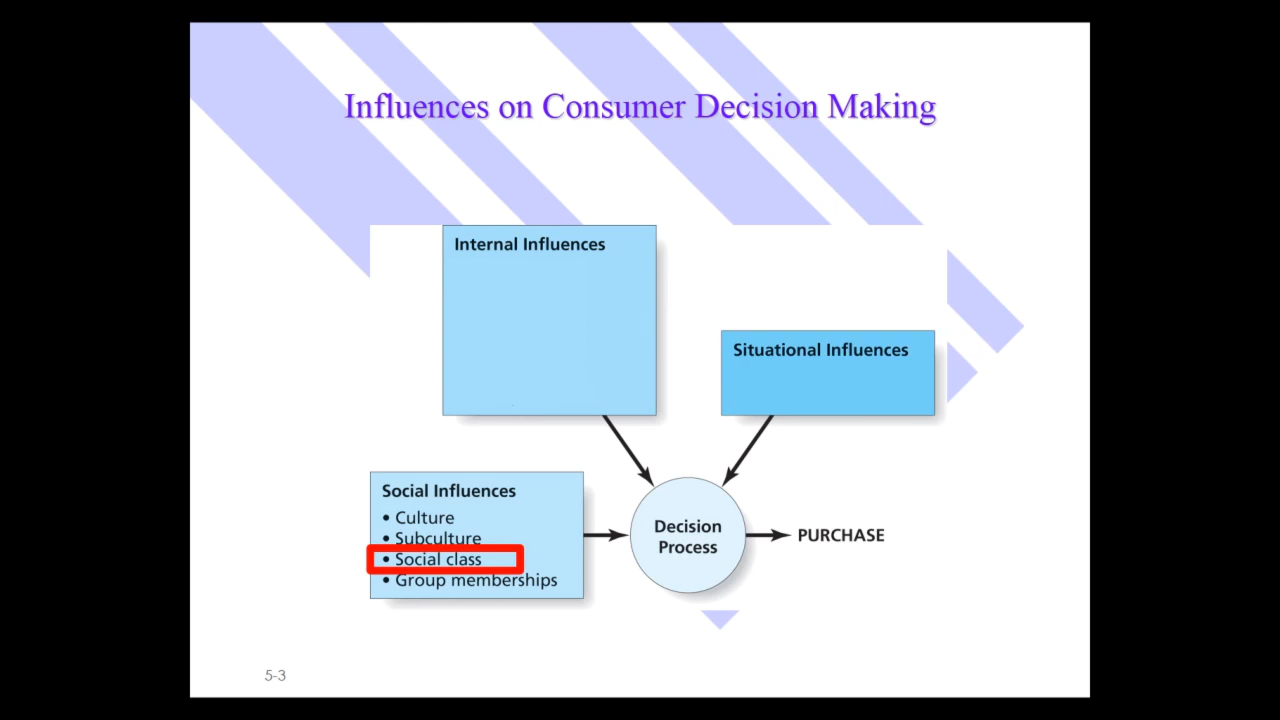 Influences on Consumer Decision Making
Internal Influences
Situational Influences
Social Influences
• Culture
• Subculture
• Social class
• Group memberships
Decision
Process
PURCHASE
5-3